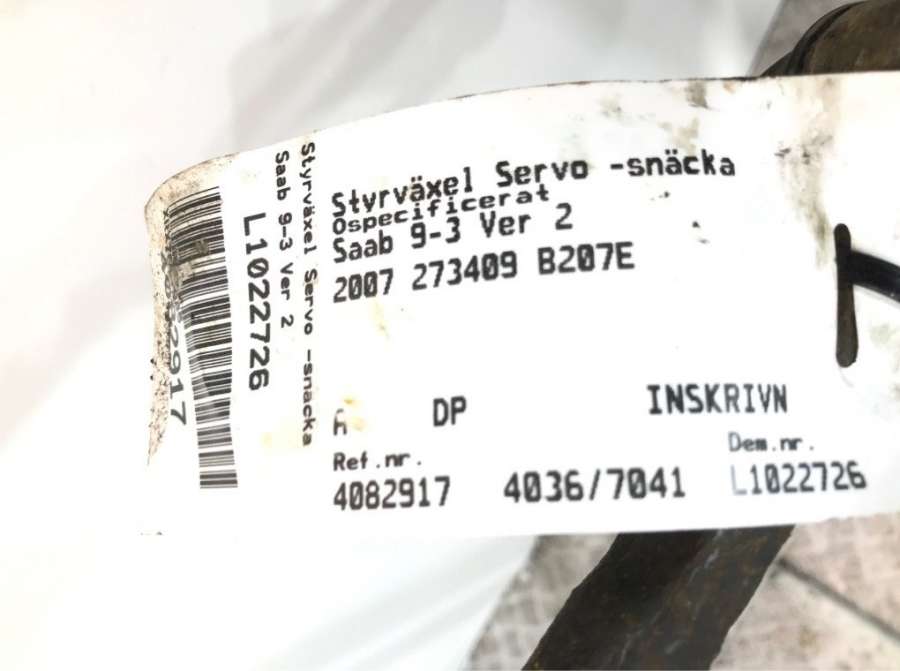 Styrväxel Servo -snäcka
Ospecificerat
Saab 9-3 Ver 2
2007 273409 B207E
A DP INSKRIVN
Ref.nr. Dem.nr.
4082917 4036/7041 L1022726
Styrväxel Servo -snäcka
Saab 9-3 Ver 2
L1022726
82917